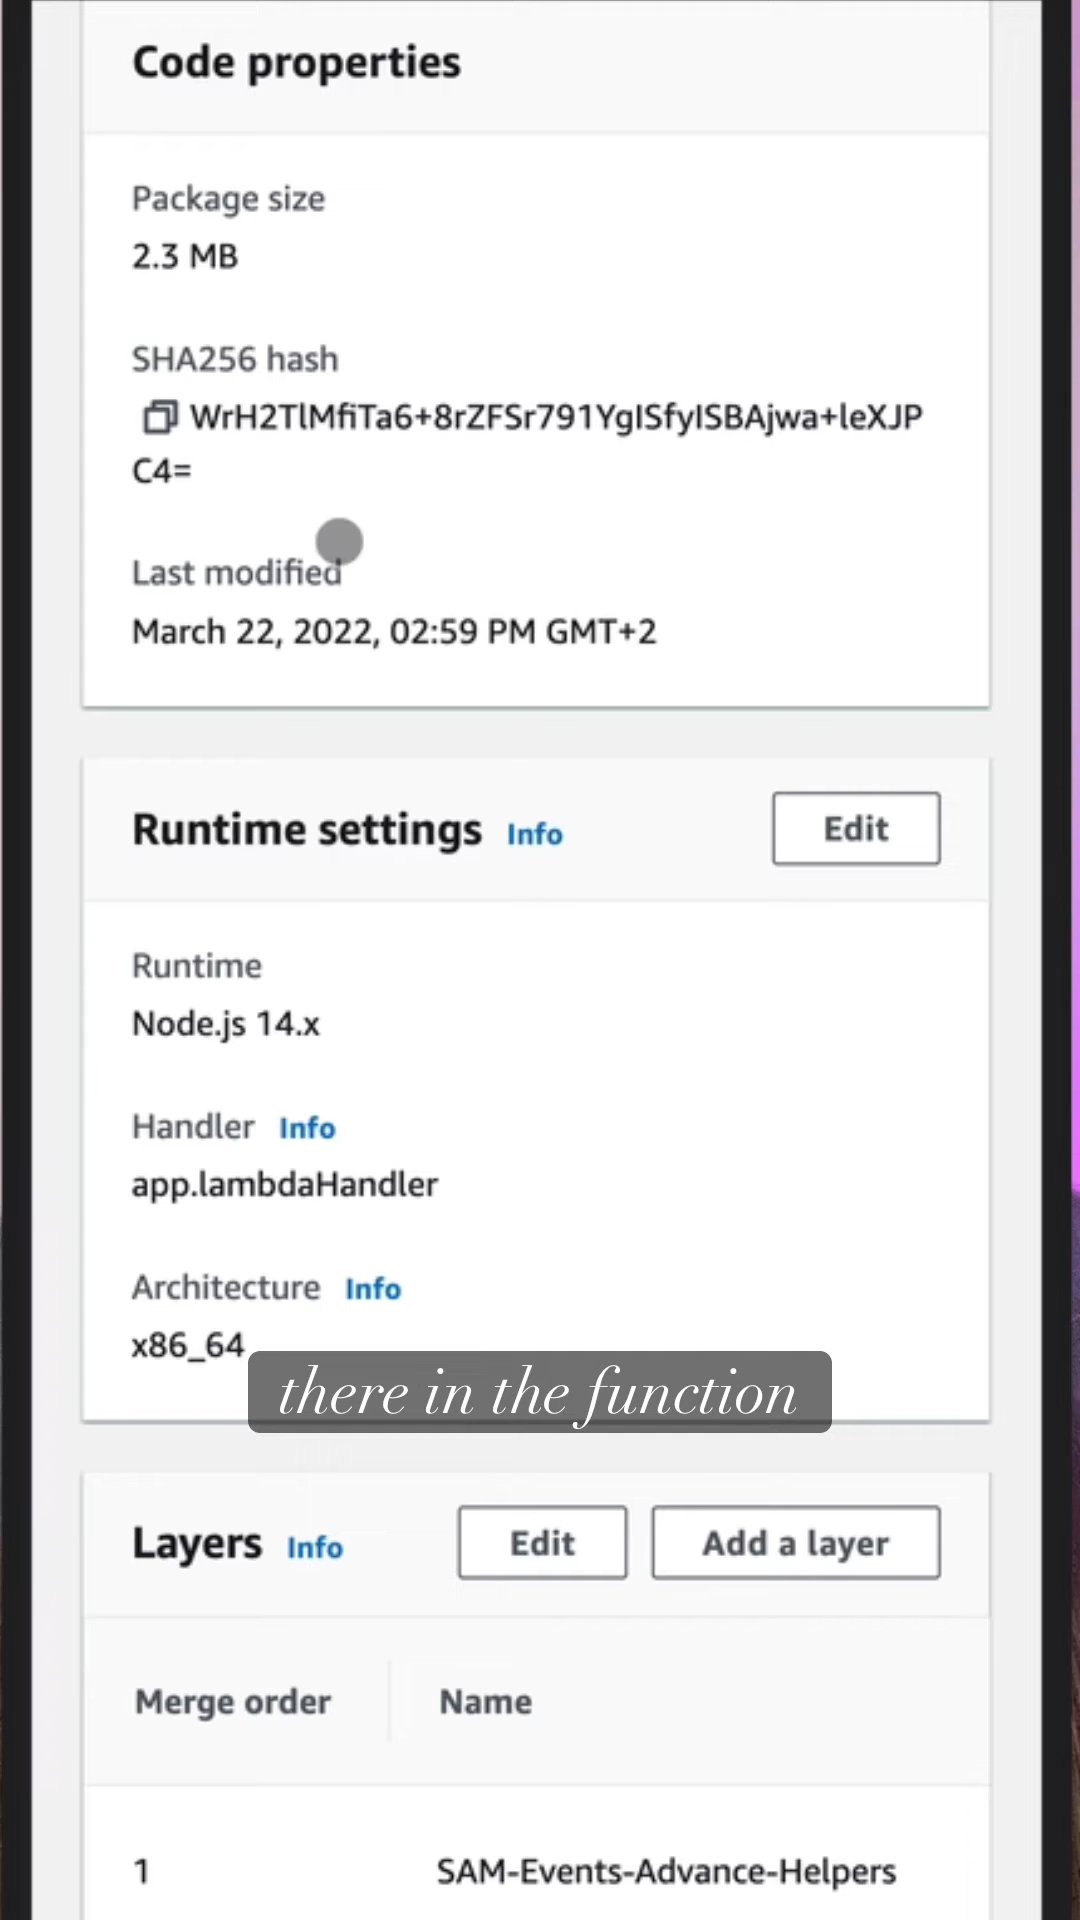 Code properties
Package size
2.3 MB
SHA256 hash
WrH2TlMfiTa6+8rZFSr791YgISfyISBAjwa+leXJP
C4=
Last modified
March 22, 2022, 02:59 PM GMT+2
Runtime settings Info Edit
Runtime
Node.js 14.x
Handler Info
app.lambdaHandler
Architecture Info
x86_64
there in the function
Layers Info Edit Add a layer
Merge order Name
1 SAM-Events-Advance-Helpers